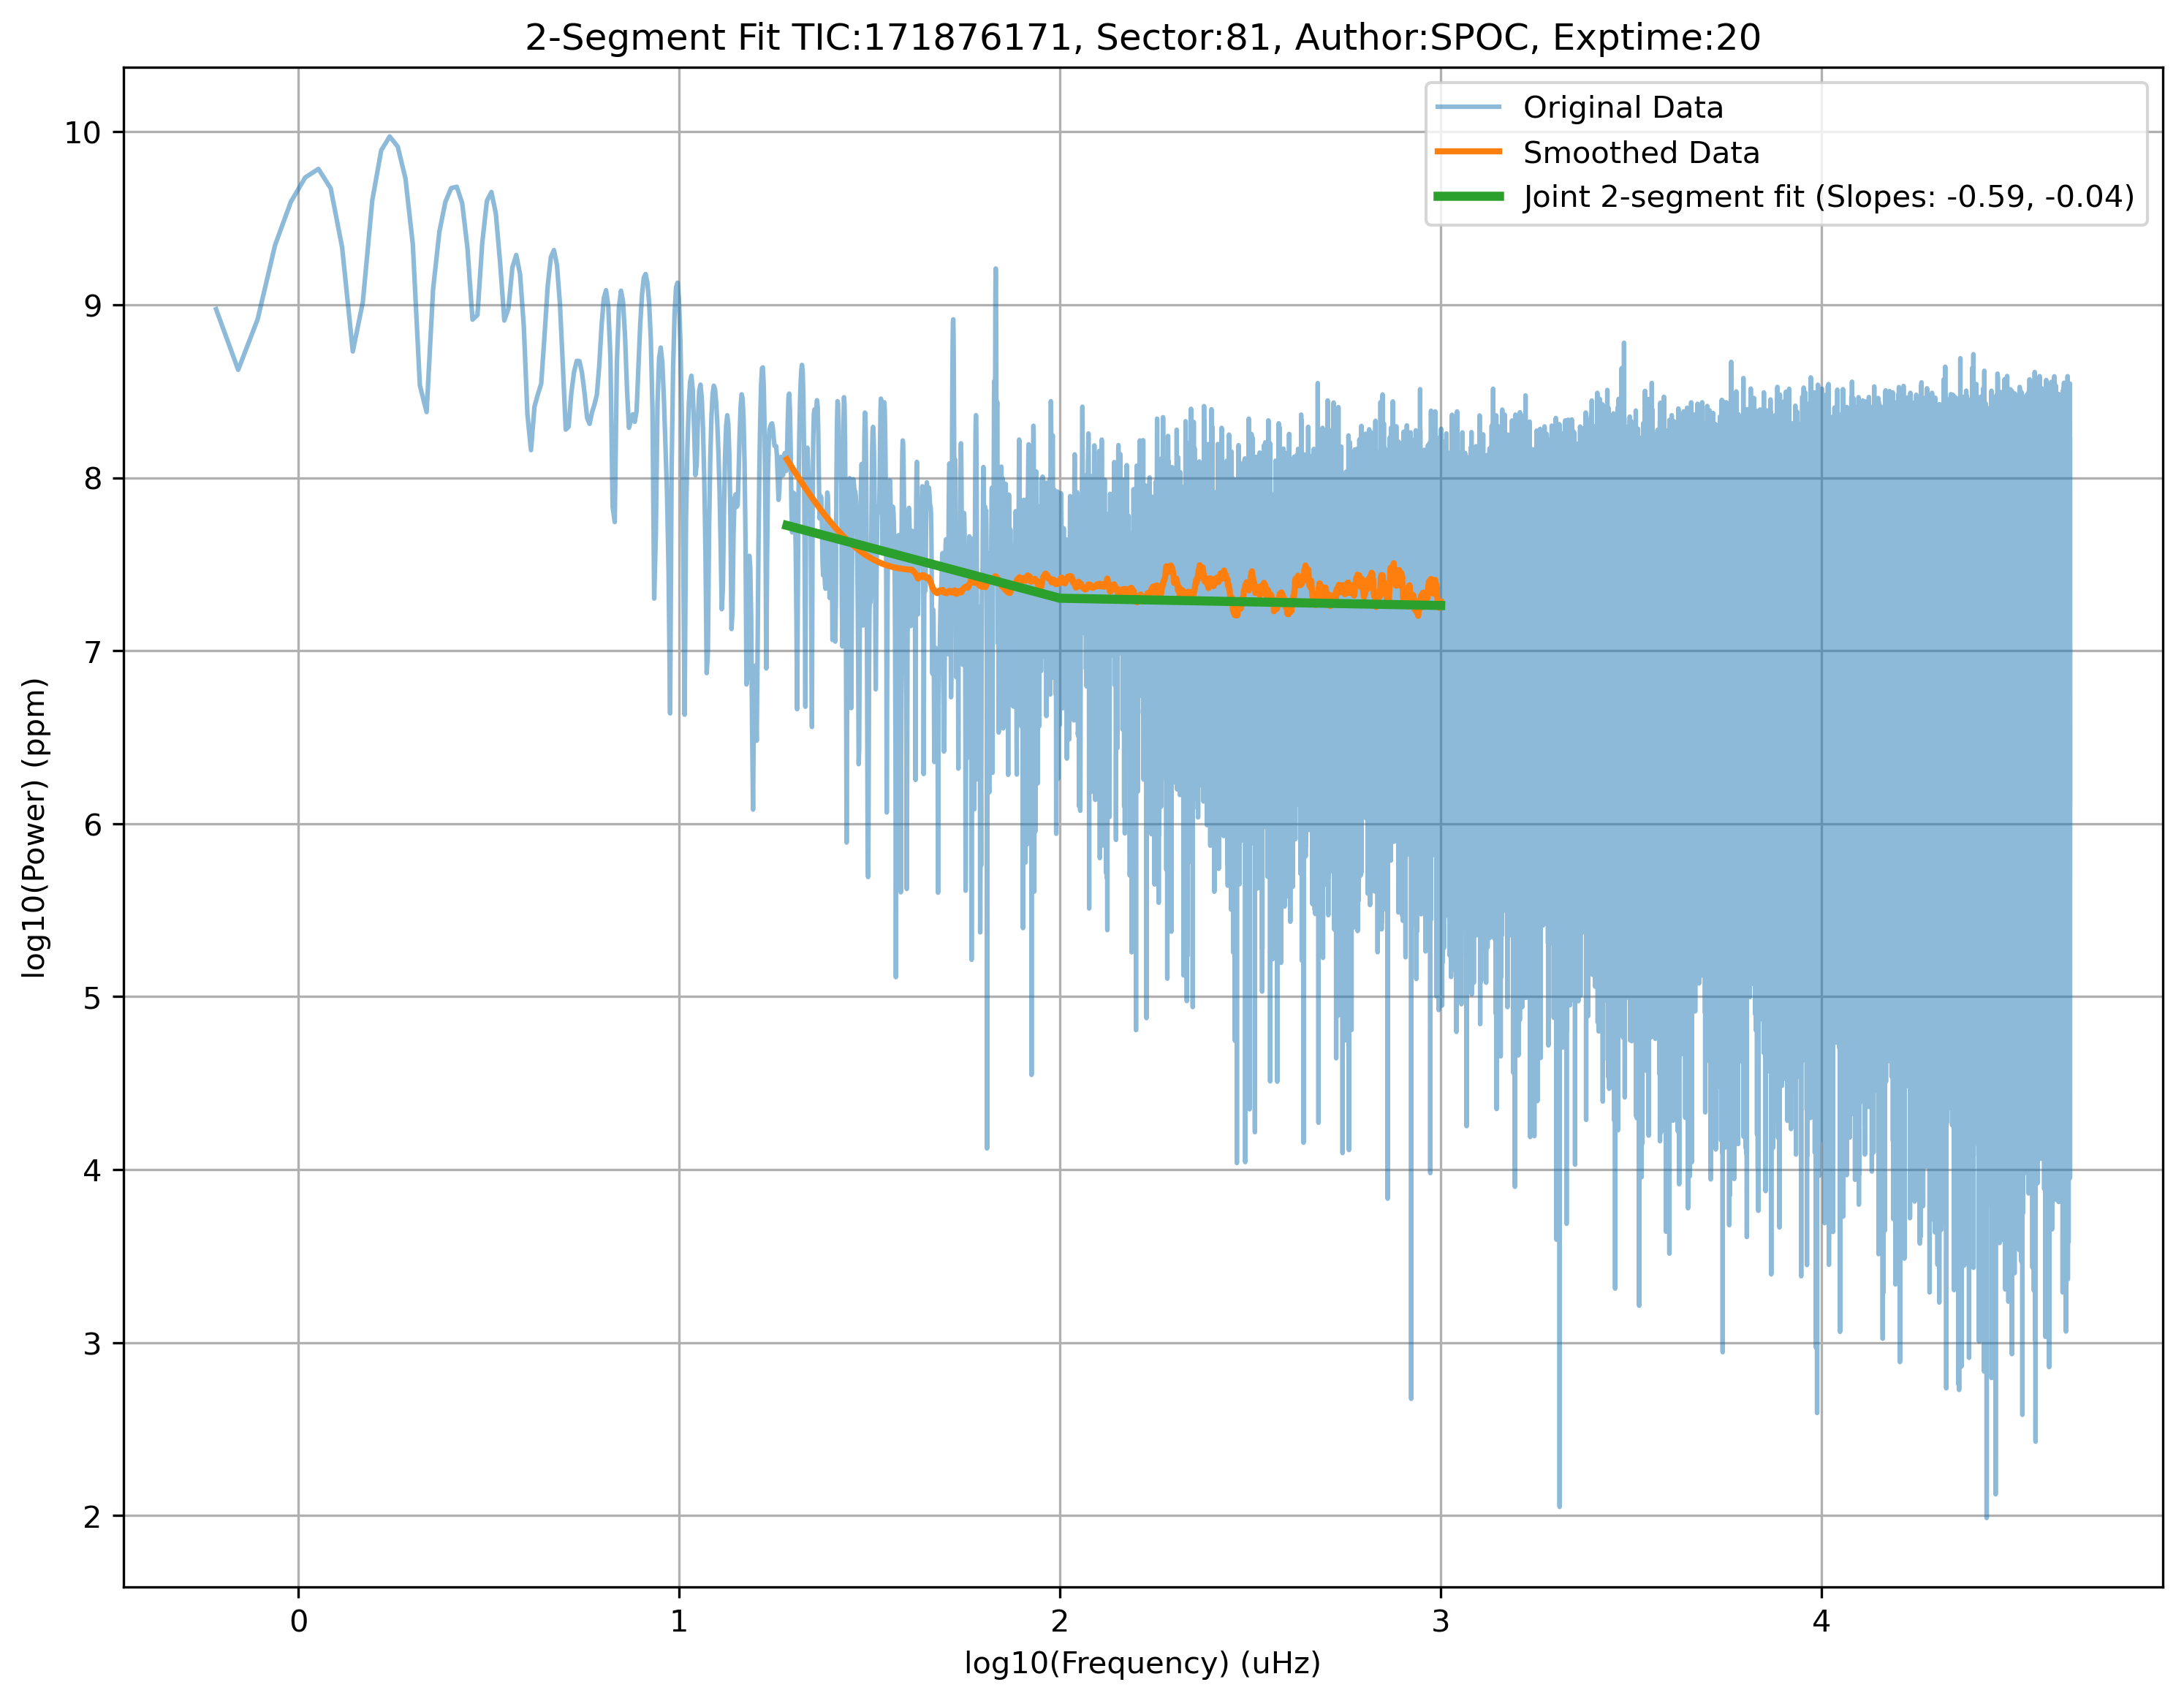 2-Segment Fit TIC:171876171, Sector:81, Author:SPOC, Exptime:20
Original Data
Smoothed Data
Joint 2-segment fit (Slopes: -0.59, -0.04)
log10(Power) (ppm)
10
9
8
7
6
5
4
3
2
0 1 2 3 4
log10(Frequency) (uHz)